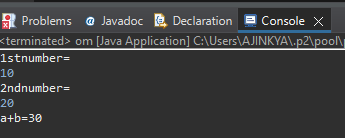 Problems @ Javadoc Declaration Console
<terminated> om [Java Application] C:\Users\AJINKYA\.p2\pool\
1stnumber=
10
2ndnumber=
20
a+b=30